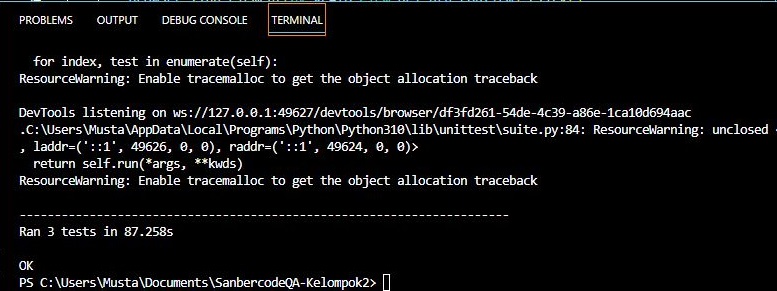 PROBLEMS OUTPUT DEBUG CONSOLE TERMINAL
for index, test in enumerate(self):
ResourceWarning: Enable tracemalloc to get the object allocation traceback
DevTools listening on ws://127.0.0.1:49627/devtools/browser/df3fd261-54de-4c39-a86e-1ca10d694aac
.C:\Users\Musta\AppData\Local\Programs\Python\Python310\lib\unittest\suite.py:84: ResourceWarning: unclosed
, laddr=('::1', 49626, 0, 0), raddr=('::1', 49624, 0, 0)>
return self.run(*args, **kwds)
ResourceWarning: Enable tracemalloc to get the object allocation traceback
----------------------------------------------------------------------
Ran 3 tests in 87.258s
OK
PS C:\Users\Musta\Documents\SanbercodeQA-Kelompok2>